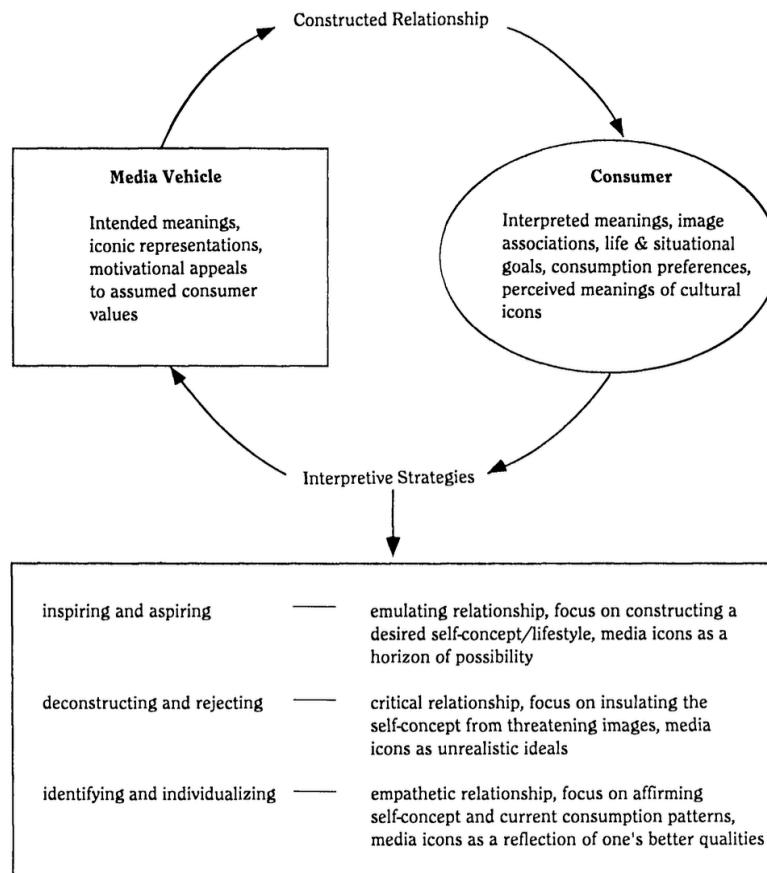 Constructed Relationship
Media Vehicle
Intended meanings,
iconic representations,
motivational appeals
to assumed consumer
values
Consumer
Interpreted meanings, image
associations, life & situational
goals, consumption preferences,
perceived meanings of cultural
icons
Interpretive Strategies
inspiring and aspiring
emulating relationship, focus on constructing a
desired self-concept/lifestyle, media icons as a
horizon of possibility
deconstructing and rejecting
critical relationship, focus on insulating the
self-concept from threatening images, media
icons as unrealistic ideals
identifying and individualizing
empathetic relationship, focus on affirming
self-concept and current consumption patterns,
media icons as a reflection of one's better qualities